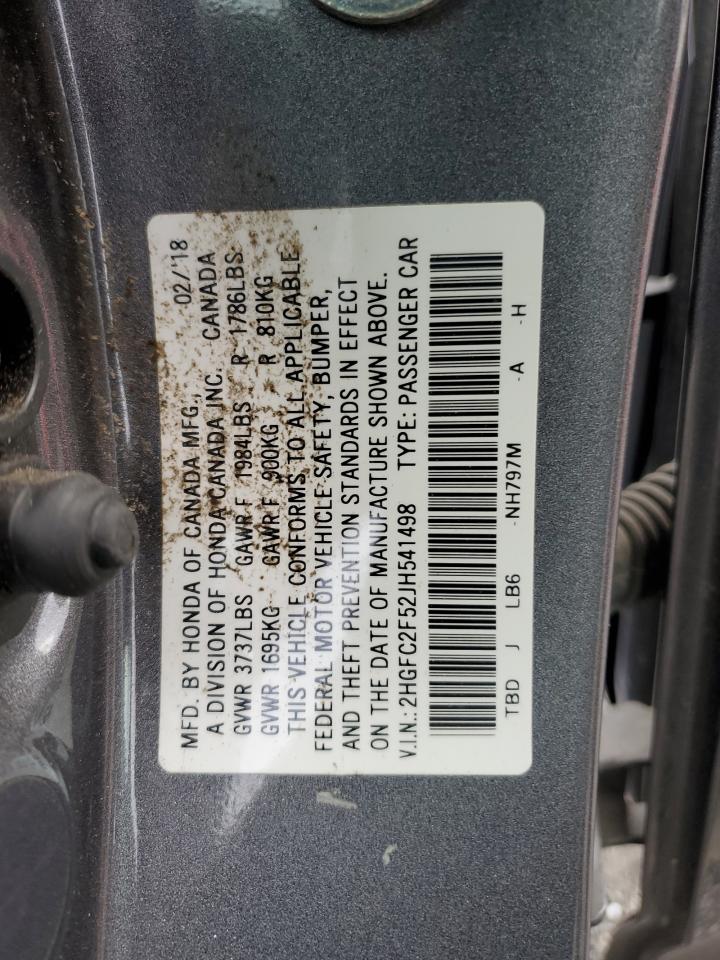 MFD. BY HONDA OF CANADA MFG., 02/'18
A DIVISION OF HONDA CANADA INC. CANADA
GVWR 3737LBS GAWR F 1984LBS R 1786LBS
GVWR 1695KG GAWR F 900KG R 810KG
THIS VEHICLE CONFORMS TO ALL APPLICABLE
FEDERAL MOTOR VEHICLE SAFETY, BUMPER,
AND THEFT PREVENTION STANDARDS IN EFFECT
ON THE DATE OF MANUFACTURE SHOWN ABOVE.
V.I.N.: 2HGFC2F52JH541498 TYPE: PASSENGER CAR
TBD J LB6 -NH797M -A -H